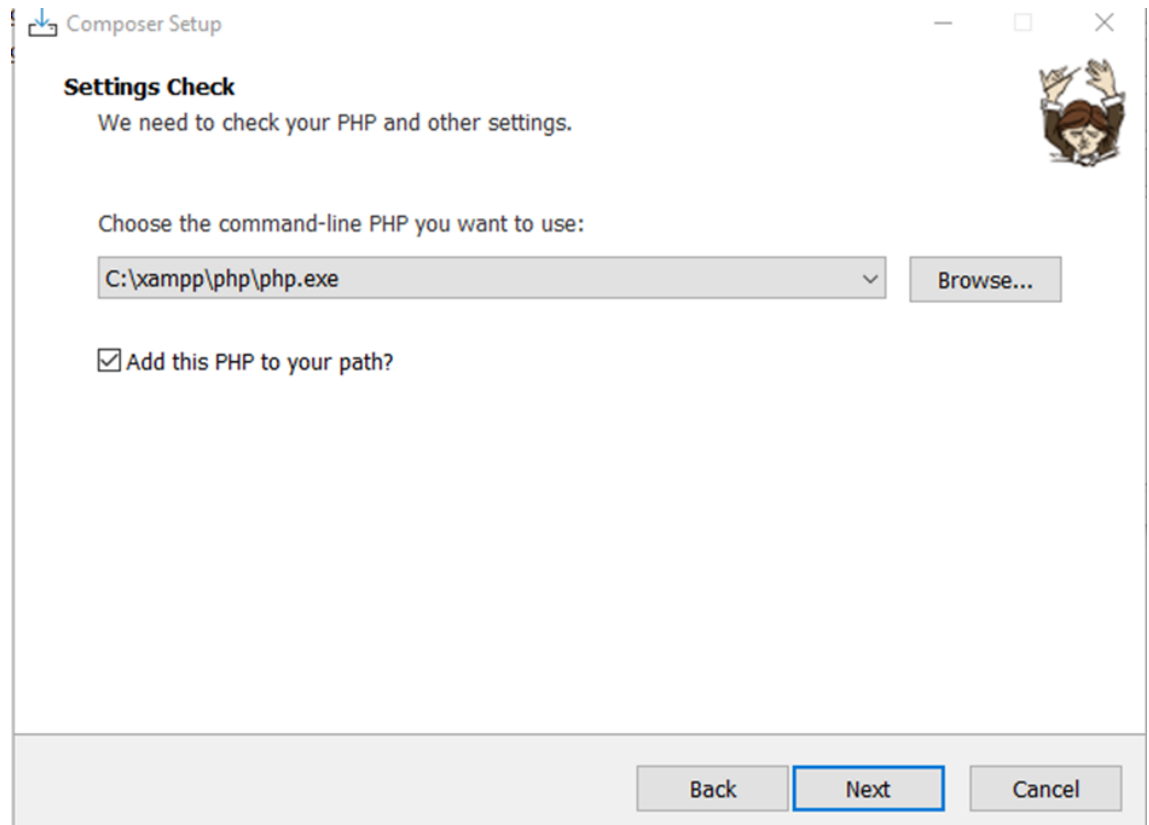 Composer Setup
Settings Check
We need to check your PHP and other settings.
Choose the command-line PHP you want to use:
C:\xampp\php\php.exe
Browse...
Add this PHP to your path?
Back
Next
Cancel